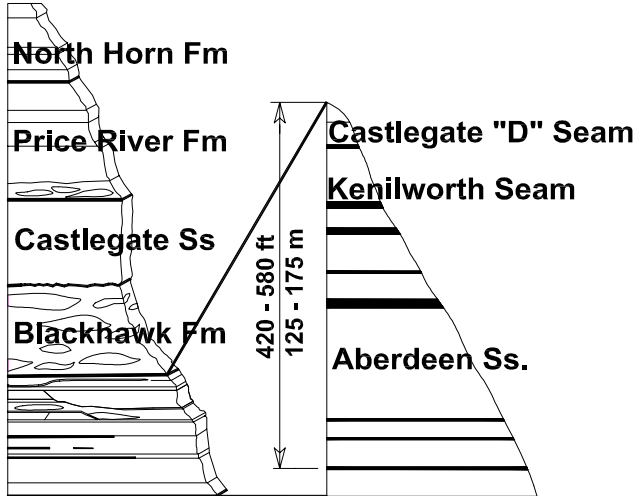 North Horn Fm
Price River Fm
Castlegate Ss
Blackhawk Fm
420 - 580 ft
125 - 175 m
Castlegate "D" Seam
Kenilworth Seam
Aberdeen Ss.